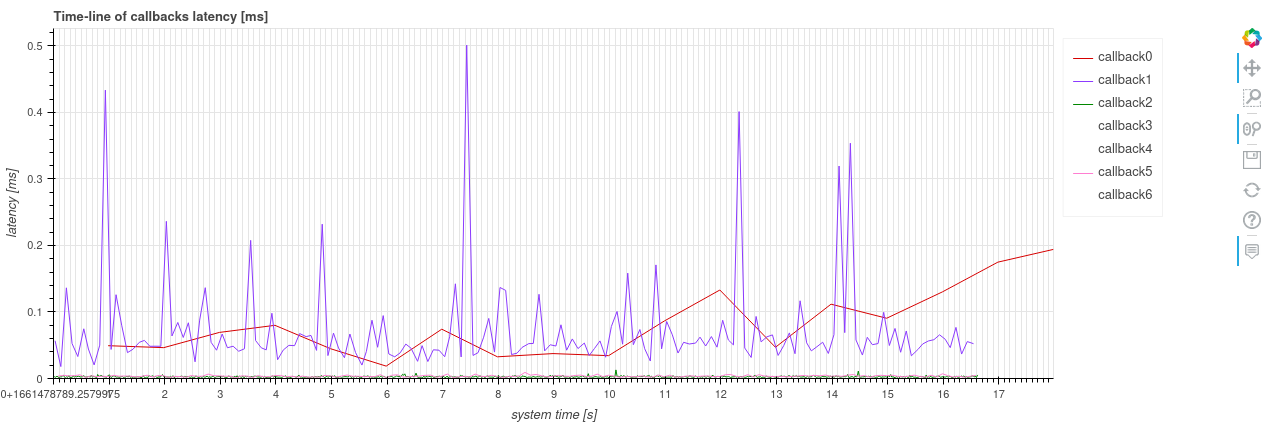 Time-line of callbacks latency [ms]
0.5
0.4
0.3
0.2
0.1
0
latency [ms]
0+1661478789.2579975
2 3 4 5 6 7 8 9 10 11 12 13 14 15 16 17
system time [s]
callback0
callback1
callback2
callback3
callback4
callback5
callback6